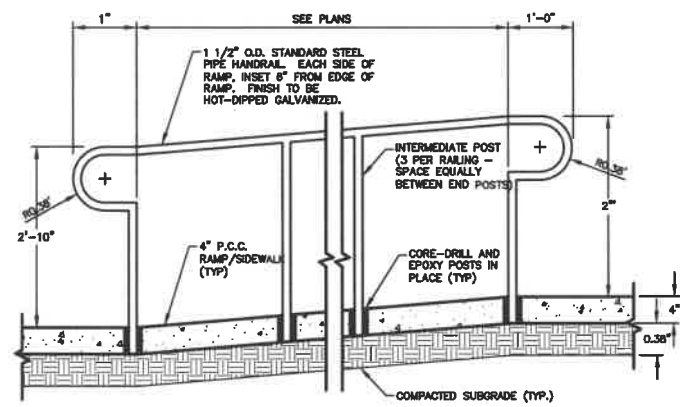 1"
SEE PLANS
1'-0"
1 1/2" O.D. STANDARD STEEL
PIPE HANDRAIL. EACH SIDE OF
RAMP, INSET 6" FROM EDGE OF
RAMP. FINISH TO BE
HOT-DIPPED GALVANIZED.
INTERMEDIATE POST
(3 PER RAILING -
SPACE EQUALLY
BETWEEN END POSTS)
R0.38'
R0.38'
2'-10"
2'"
4" P.C.C.
RAMP/SIDEWALK
(TYP)
CORE-DRILL AND
EPOXY POSTS IN
PLACE (TYP)
4"
0.38"
COMPACTED SUBGRADE (TYP.)